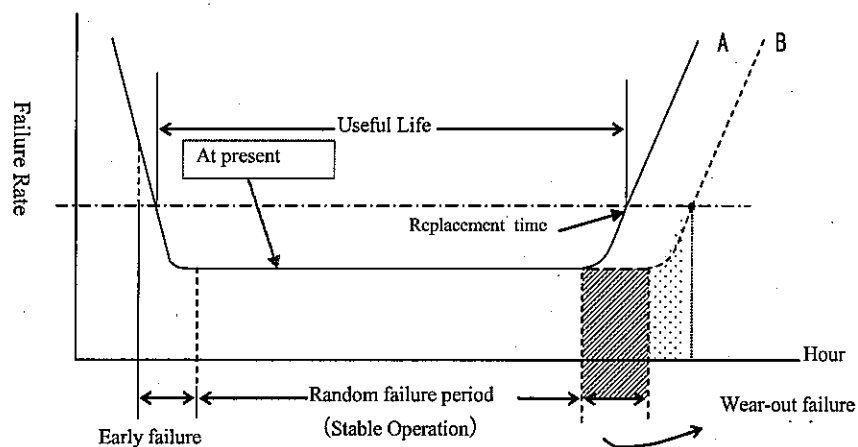 A B
Useful Life
At present
Failure Rate
Replacement time
Hour
Random failure period
(Stable Operation)
Wear-out failure
Early failure